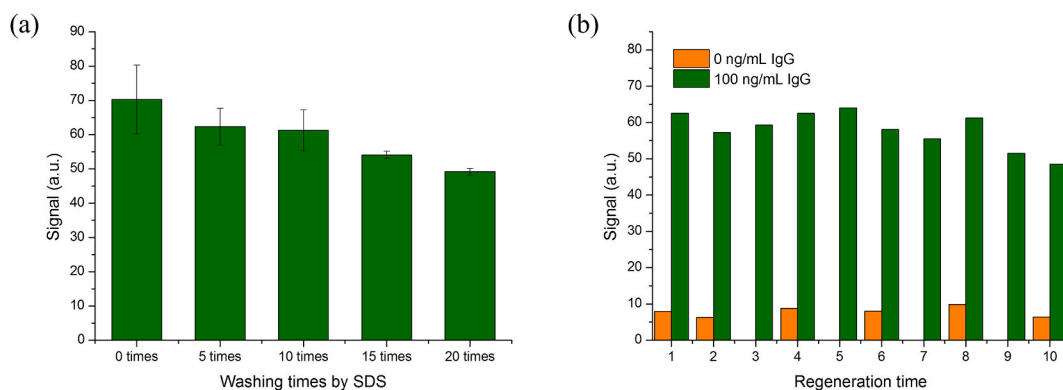 (a)
90
80
70
60
50
40
30
20
10
0
Signal (a.u.)
0 times 5 times 10 times 15 times 20 times
Washing times by SDS
(b)
0 ng/mL IgG
100 ng/mL IgG
80
70
60
50
40
30
20
10
0
Signal (a.u.)
1 2 3 4 5 6 7 8 9 10
Regeneration time